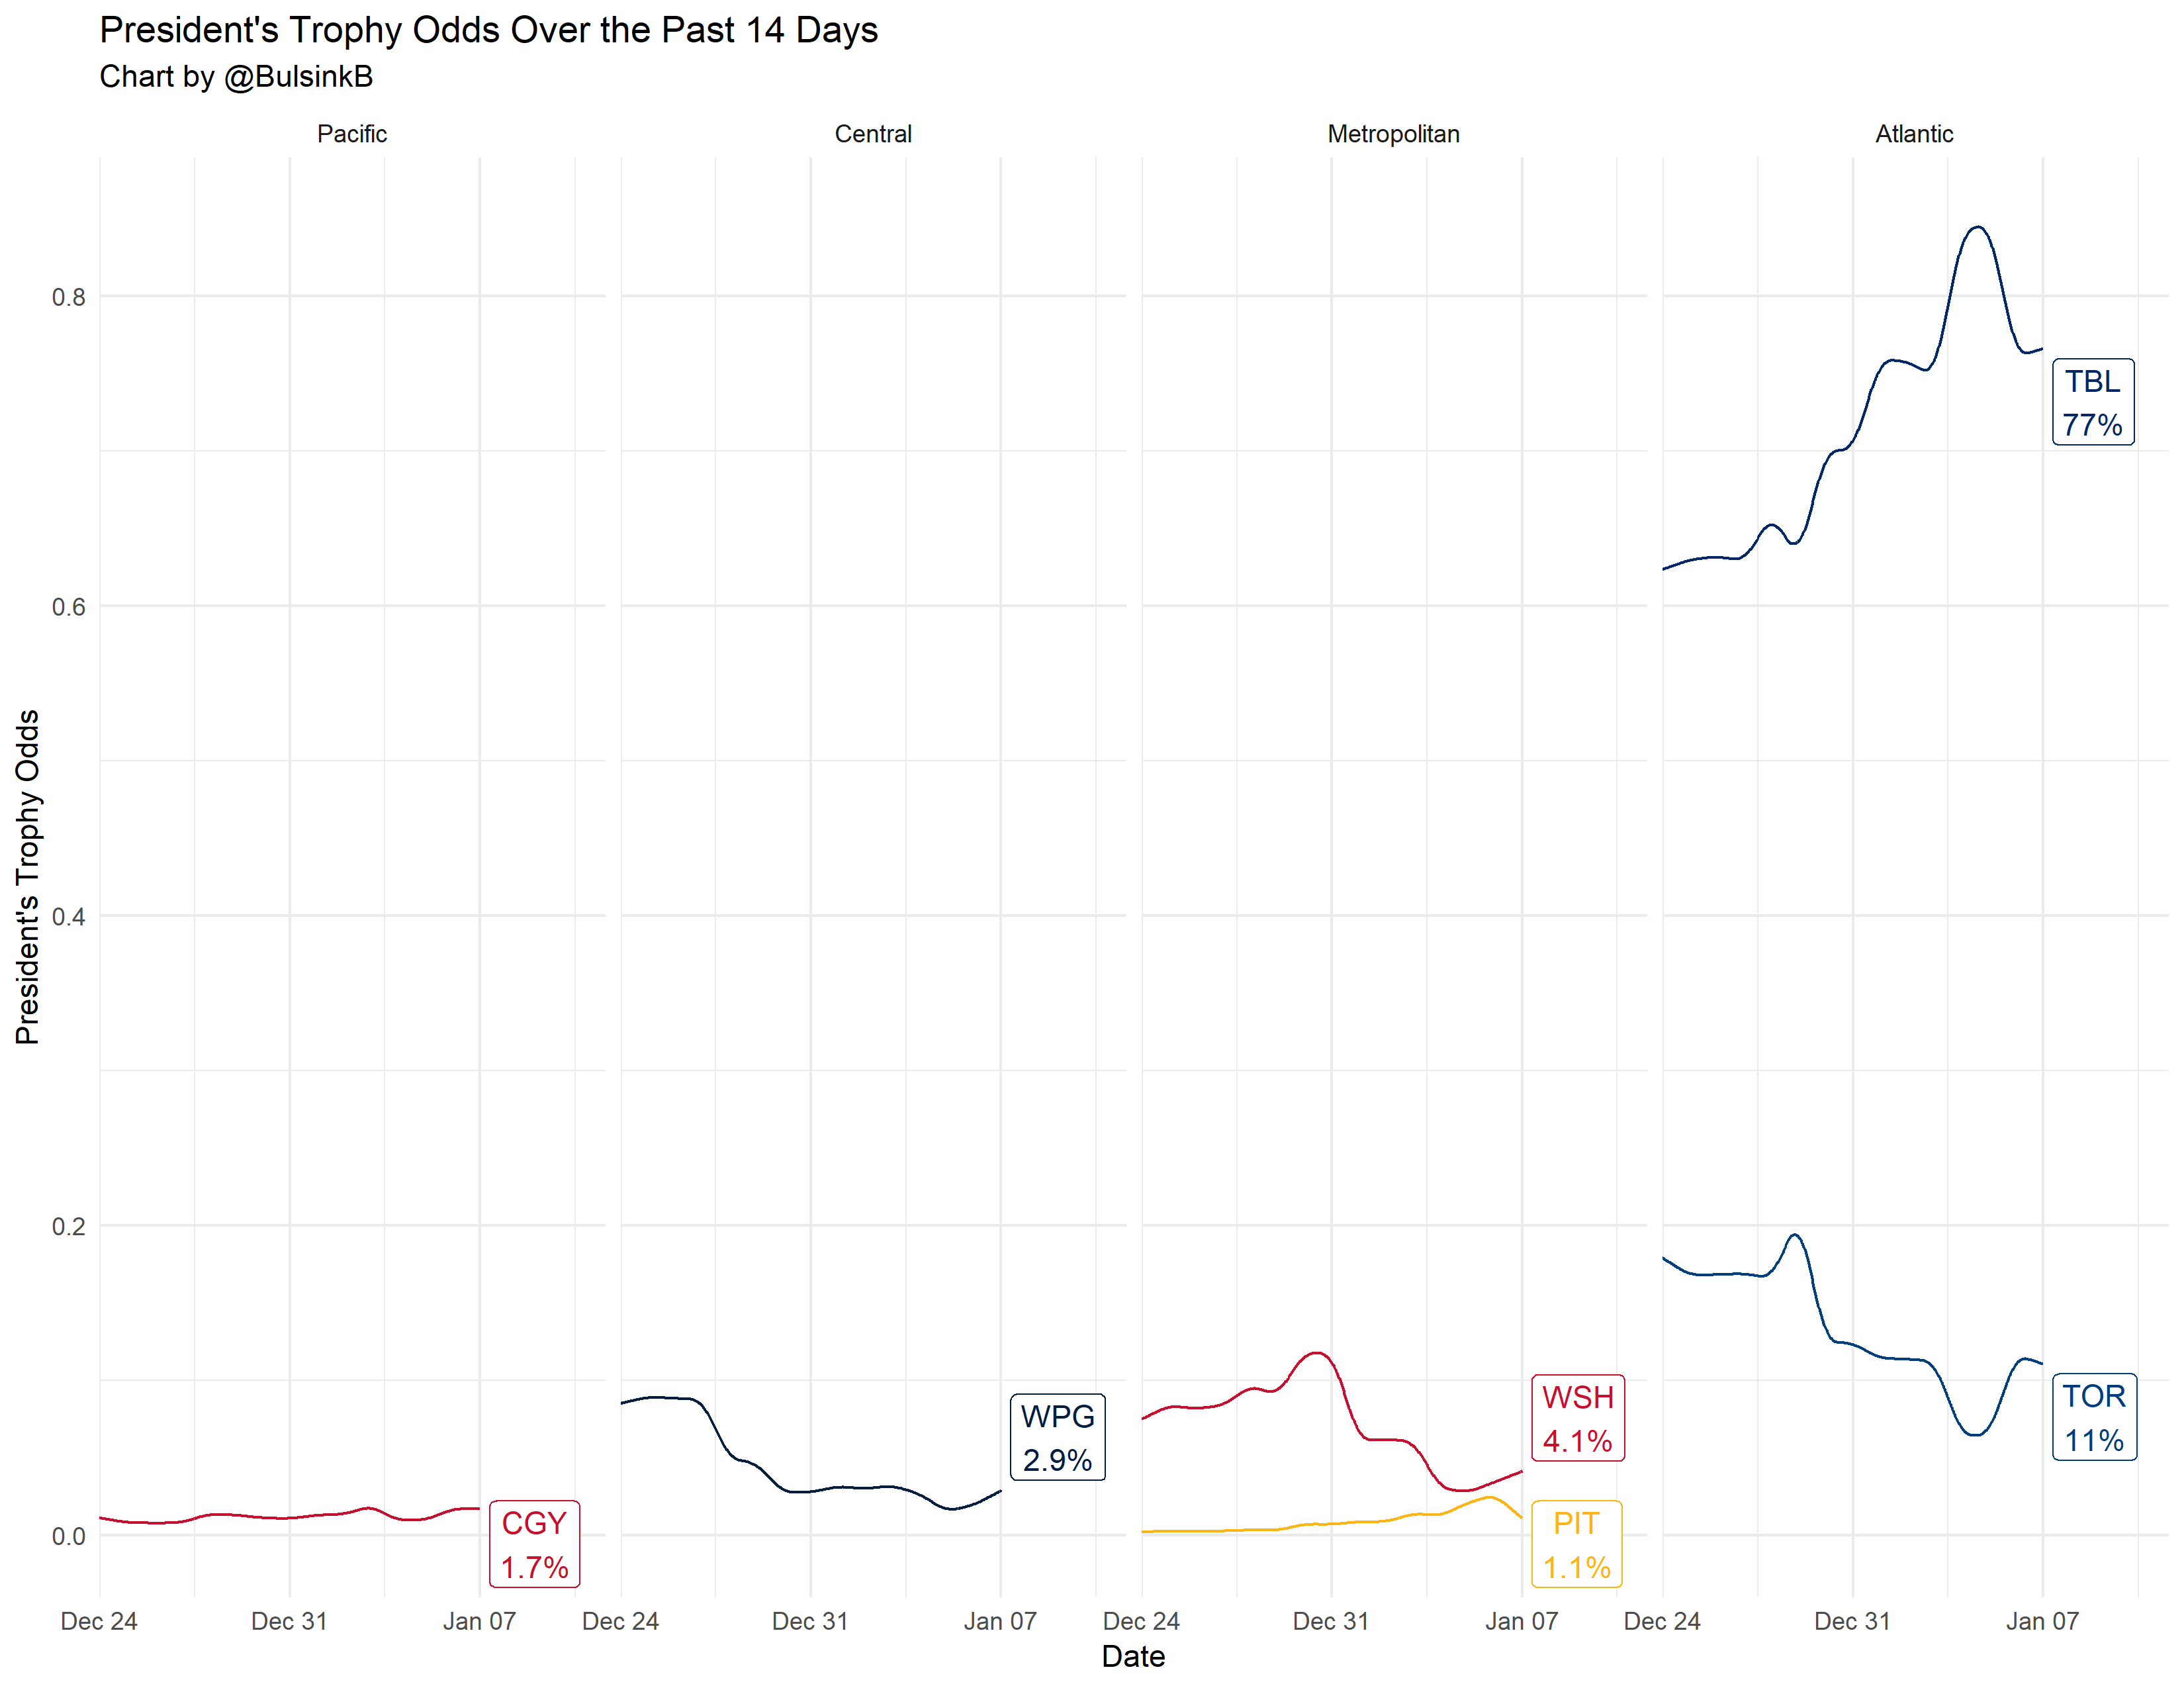 President's Trophy Odds Over the Past 14 Days
Chart by @BulsinkB
Pacific
Central
Metropolitan
Atlantic
President's Trophy Odds
0.8
0.6
0.4
0.2
0.0
TBL
77%
TOR
11%
WSH
4.1%
PIT
1.1%
WPG
2.9%
CGY
1.7%
Dec 24
Dec 31
Jan 07
Dec 24
Dec 31
Jan 07
Dec 24
Dec 31
Jan 07
Dec 24
Dec 31
Jan 07
Date